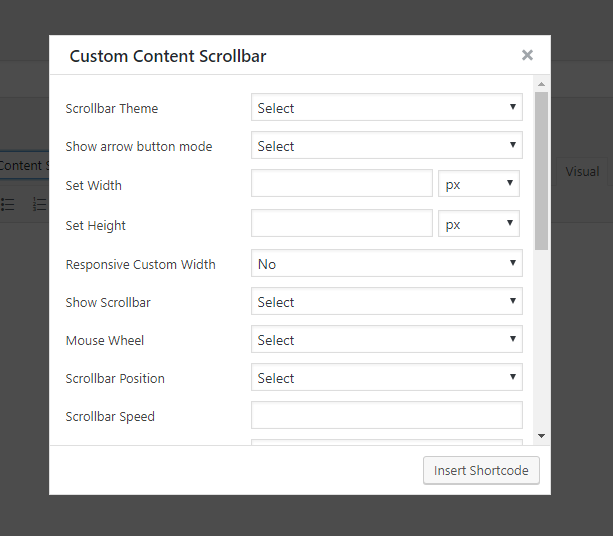 Custom Content Scrollbar ×
Scrollbar Theme Select
Show arrow button mode Select
Content S
Visual
Set Width px
Set Height px
Responsive Custom Width No
Show Scrollbar Select
Mouse Wheel Select
Scrollbar Position Select
Scrollbar Speed
Insert Shortcode